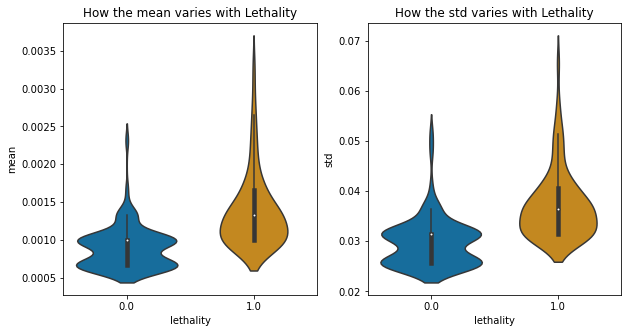 How the mean varies with Lethality
How the std varies with Lethality
0.0035
0.0030
0.0025
0.0020
0.0015
0.0010
0.0005
mean
0.0
1.0
lethality
0.07
0.06
0.05
0.04
0.03
0.02
std
0.0
1.0
lethality